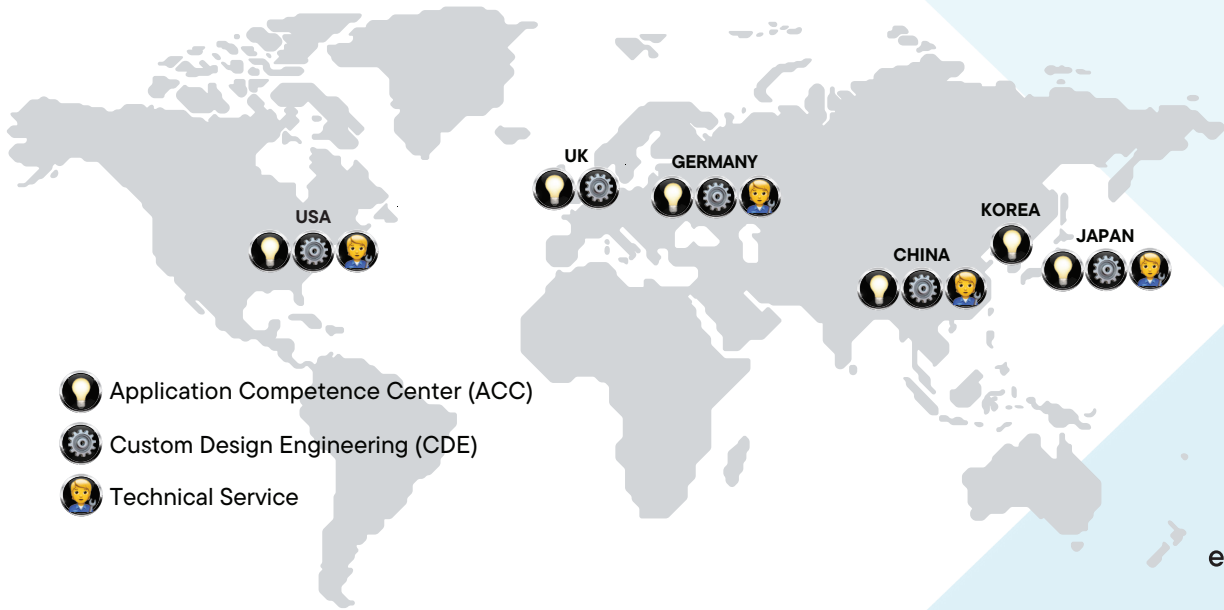 UK
GERMANY
USA
KOREA
JAPAN
CHINA
Application Competence Center (ACC)
Custom Design Engineering (CDE)
Technical Service
e